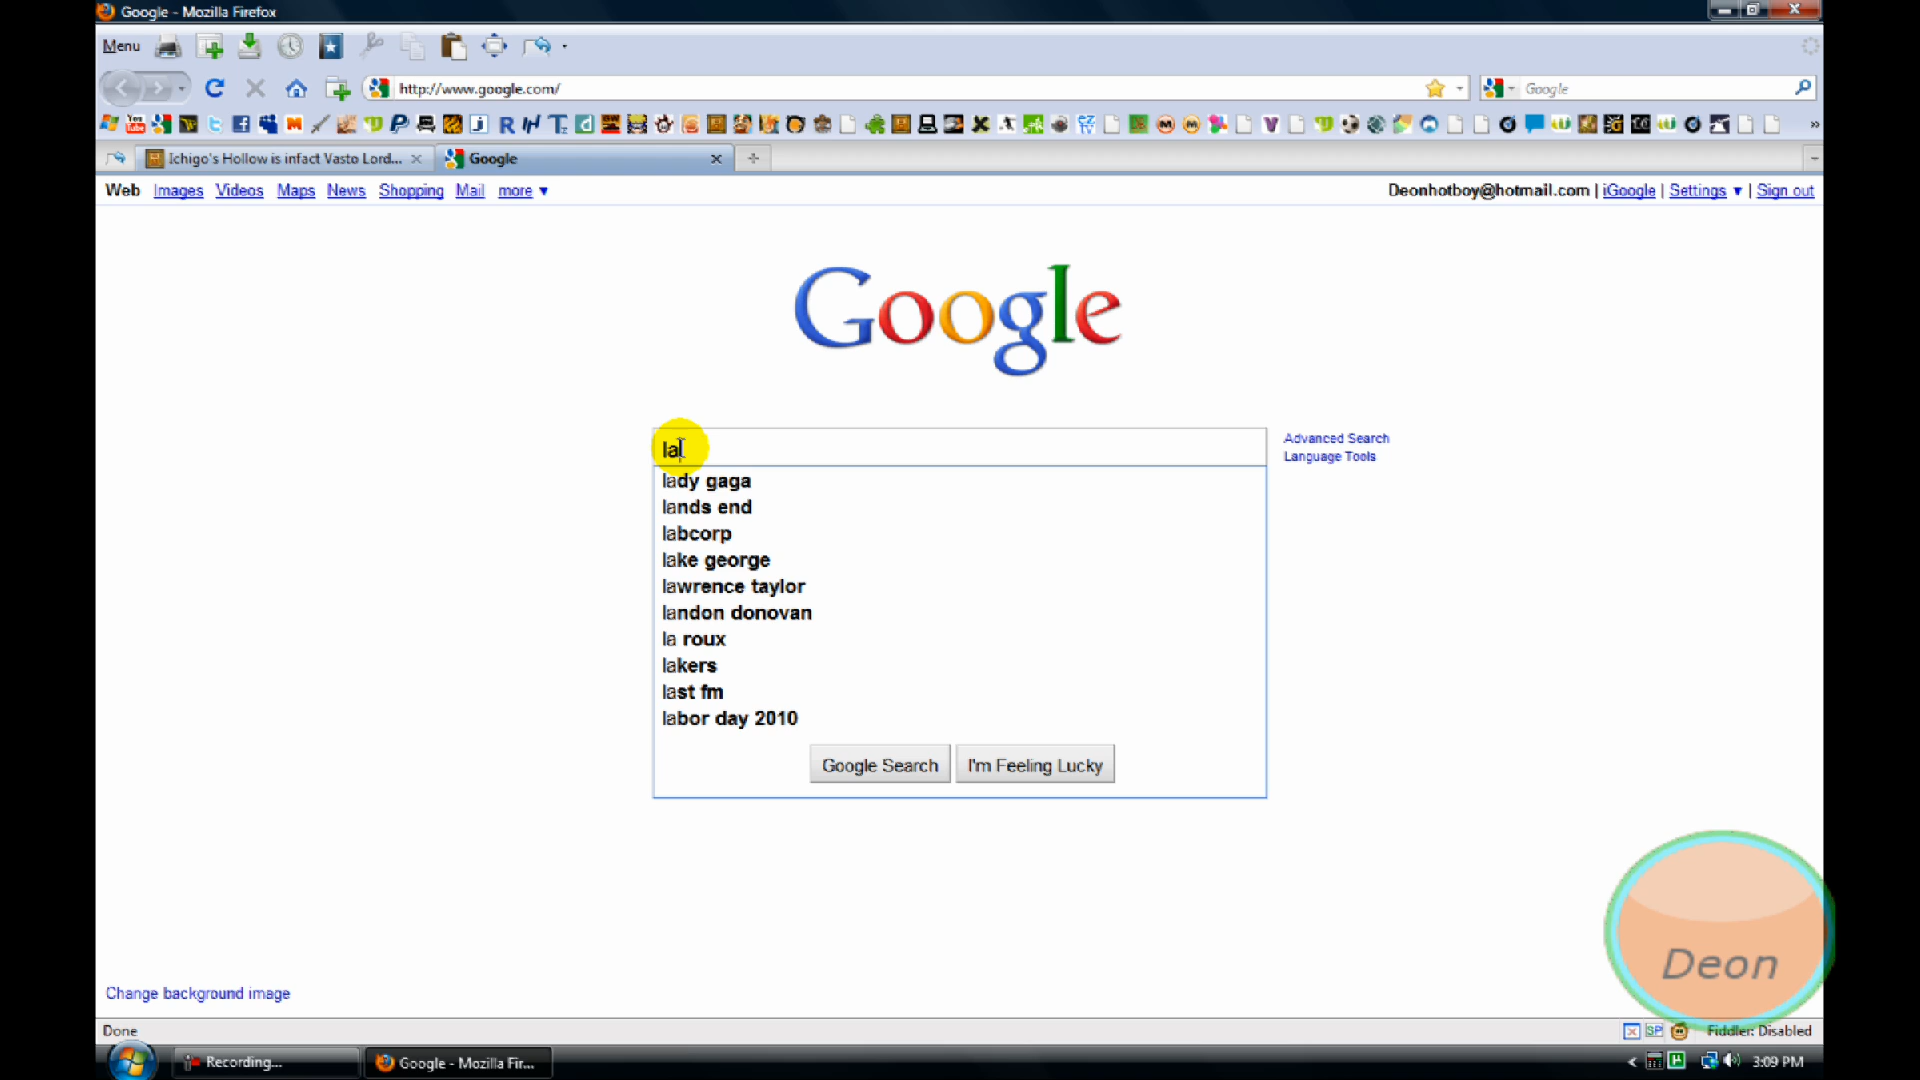 Google - Mozilla Firefox
Menu
http://www.google.com/
Google
Ichigo's Hollow is infact Vasto Lord...
Google
Web Images Videos Maps News Shopping Mail more ▼
Deonhotboy@hotmail.com | iGoogle | Settings ▼ | Sign out
Google
la
Advanced Search
Language Tools
lady gaga
lands end
labcorp
lake george
lawrence taylor
landon donovan
la roux
lakers
last fm
labor day 2010
Google Search
I'm Feeling Lucky
Deon
Change background image
Done
Fiddler: Disabled
Recording...
Google - Mozilla Fir...
3:09 PM